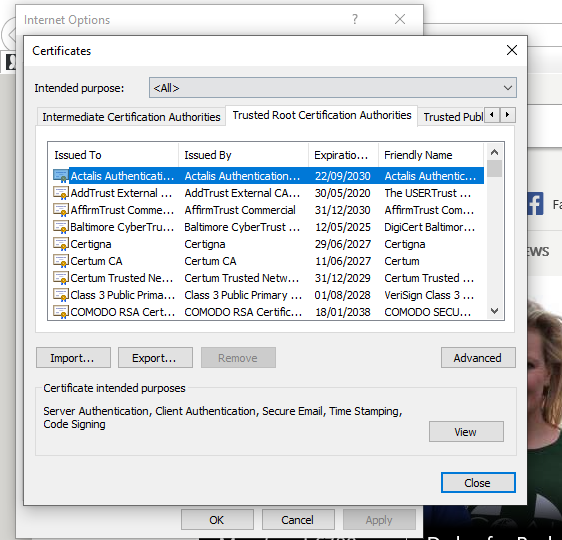 Internet Options
?
Certificates
Intended purpose:
<All>
Intermediate Certification Authorities
Trusted Root Certification Authorities
Trusted Publ
Issued To
Issued By
Expiratio...
Friendly Name
Actalis Authenticati...
Actalis Authentication...
22/09/2030
Actalis Authentic...
AddTrust External ...
AddTrust External CA...
30/05/2020
The USERTrust ...
AffirmTrust Comme...
AffirmTrust Commercial
31/12/2030
AffirmTrust Com...
Baltimore CyberTru...
Baltimore CyberTrust ...
12/05/2025
DigiCert Baltimor...
Certigna
Certigna
29/06/2027
Certigna
Certum CA
Certum CA
11/06/2027
Certum
Certum Trusted Ne...
Certum Trusted Netw...
31/12/2029
Certum Trusted ...
Class 3 Public Prima...
Class 3 Public Primary ...
01/08/2028
VeriSign Class 3 ...
COMODO RSA Cert...
COMODO RSA Certific...
18/01/2038
COMODO SECU...
Import...
Export...
Remove
Advanced
Certificate intended purposes
Server Authentication, Client Authentication, Secure Email, Time Stamping,
Code Signing
View
Close
OK
Cancel
Apply
Fa
EWS